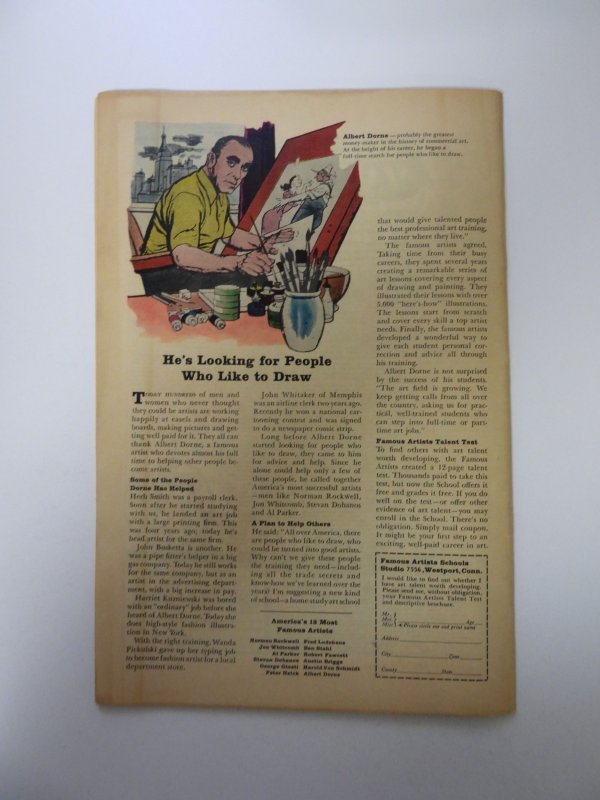 Albert Dorne — probably the greatest
money-maker in the history of commercial art.
At the height of his career, he began a
full-time search for people who like to draw.
He's Looking for People
Who Like to Draw
TODAY HUNDREDS of men and
women who never thought
they could be artists are working
happily at easels and drawing
boards, making pictures and get-
ting well paid for it. They all can
thank Albert Dorne, a famous
artist who devotes almost his full
time to helping other people be-
come artists.
Some of the People
Dorne Has Helped
Herb Smith was a payroll clerk.
Soon after he started studying
with us, he landed an art job
with a large printing firm. This
was four years ago; today he's
head artist for the same firm.
John Busketta is another. He
was a pipe fitter's helper in a big
gas company. Today he still works
for the same company, but as an
artist in the advertising depart-
ment, with a big increase in pay.
Harriet Kuzniewski was bored
with an "ordinary" job before she
heard of Albert Dorne. Today she
does high-style fashion illustra-
tion in New York.
With the right training, Wanda
Pichulski gave up her typing job
to become fashion artist for a local
department store.
John Whitaker of Memphis
was an airline clerk two years ago.
Recently he won a national car-
tooning contest and was signed
to do a newspaper comic strip.
Long before Albert Dorne
started looking for people who
like to draw, they came to him
for advice and help. Since he
alone could help only a few of
these people, he called together
America's most successful artists
—men like Norman Rockwell,
Jon Whitcomb, Stevan Dohanos
and Al Parker.
A Plan to Help Others
He said: "All over America, there
are people who like to draw, who
could be turned into good artists.
Why can't we give these people
the training they need—includ-
ing all the trade secrets and
know-how we've learned over the
years? I'm suggesting a new kind
of school—a home study art school
America's 12 Most
Famous Artists
Norman Rockwell
Jon Whitcomb
Al Parker
Stevan Dohanos
George Giusti
Peter Helck
Fred Ludekens
Ben Stahl
Robert Fawcett
Austin Briggs
Harold Von Schmidt
Albert Dorne
that would give talented people
the best professional art training,
no matter where they live."
The famous artists agreed.
Taking time from their busy
careers, they spent several years
creating a remarkable series of
art lessons covering every aspect
of drawing and painting. They
illustrated their lessons with over
5,000 "here's-how" illustrations.
The lessons start from scratch
and cover every skill a top artist
needs. Finally, the famous artists
developed a wonderful way to
give each student personal cor-
rection and advice all through
his training.
Albert Dorne is not surprised
by the success of his students.
"The art field is growing. We
keep getting calls from all over
the country, asking us for prac-
tical, well-trained students who
can step into full-time or part-
time art jobs."
Famous Artists Talent Test
To find others with art talent
worth developing, the Famous
Artists created a 12-page talent
test. Thousands paid to take this
test, but now the School offers it
free and grades it free. If you do
well on the test—or offer other
evidence of art talent—you may
enroll in the School. There's no
obligation. Simply mail coupon.
It might be your first step to an
exciting, well-paid career in art.
Famous Artists Schools
Studio 7556, Westport, Conn.
I would like to find out whether I
have art talent worth developing.
Please send me, without obligation,
your Famous Artists Talent Test
and descriptive brochure.
Mr.
Mrs. Age
Miss Please circle one and print name
Address
City Zone
County State